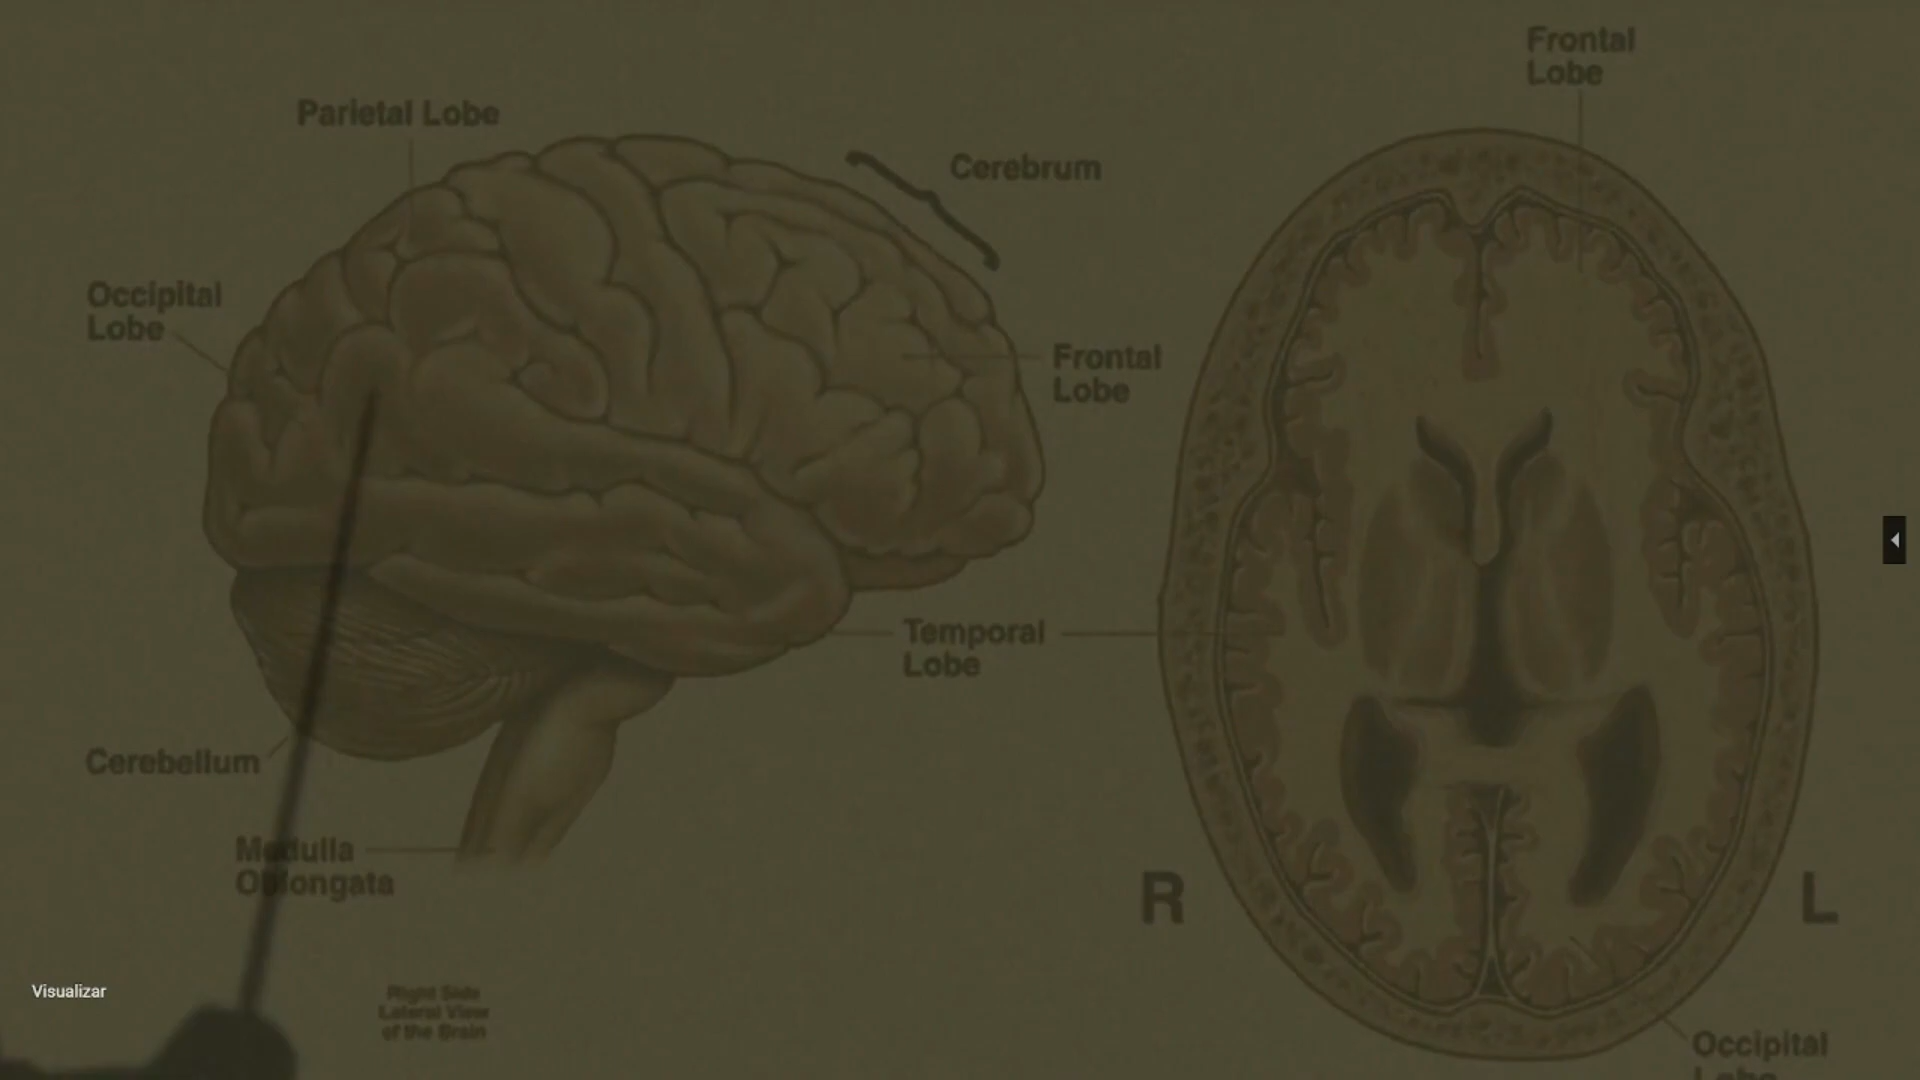 Frontal
Lobe
Parietal Lobe
Cerebrum
Occipital
Lobe
Frontal
Lobe
Temporal
Lobe
Cerebellum
Medulla
Oblongata
R
L
Visualizar
Right Side
Lateral View
of the Brain
Occipital
Lobe